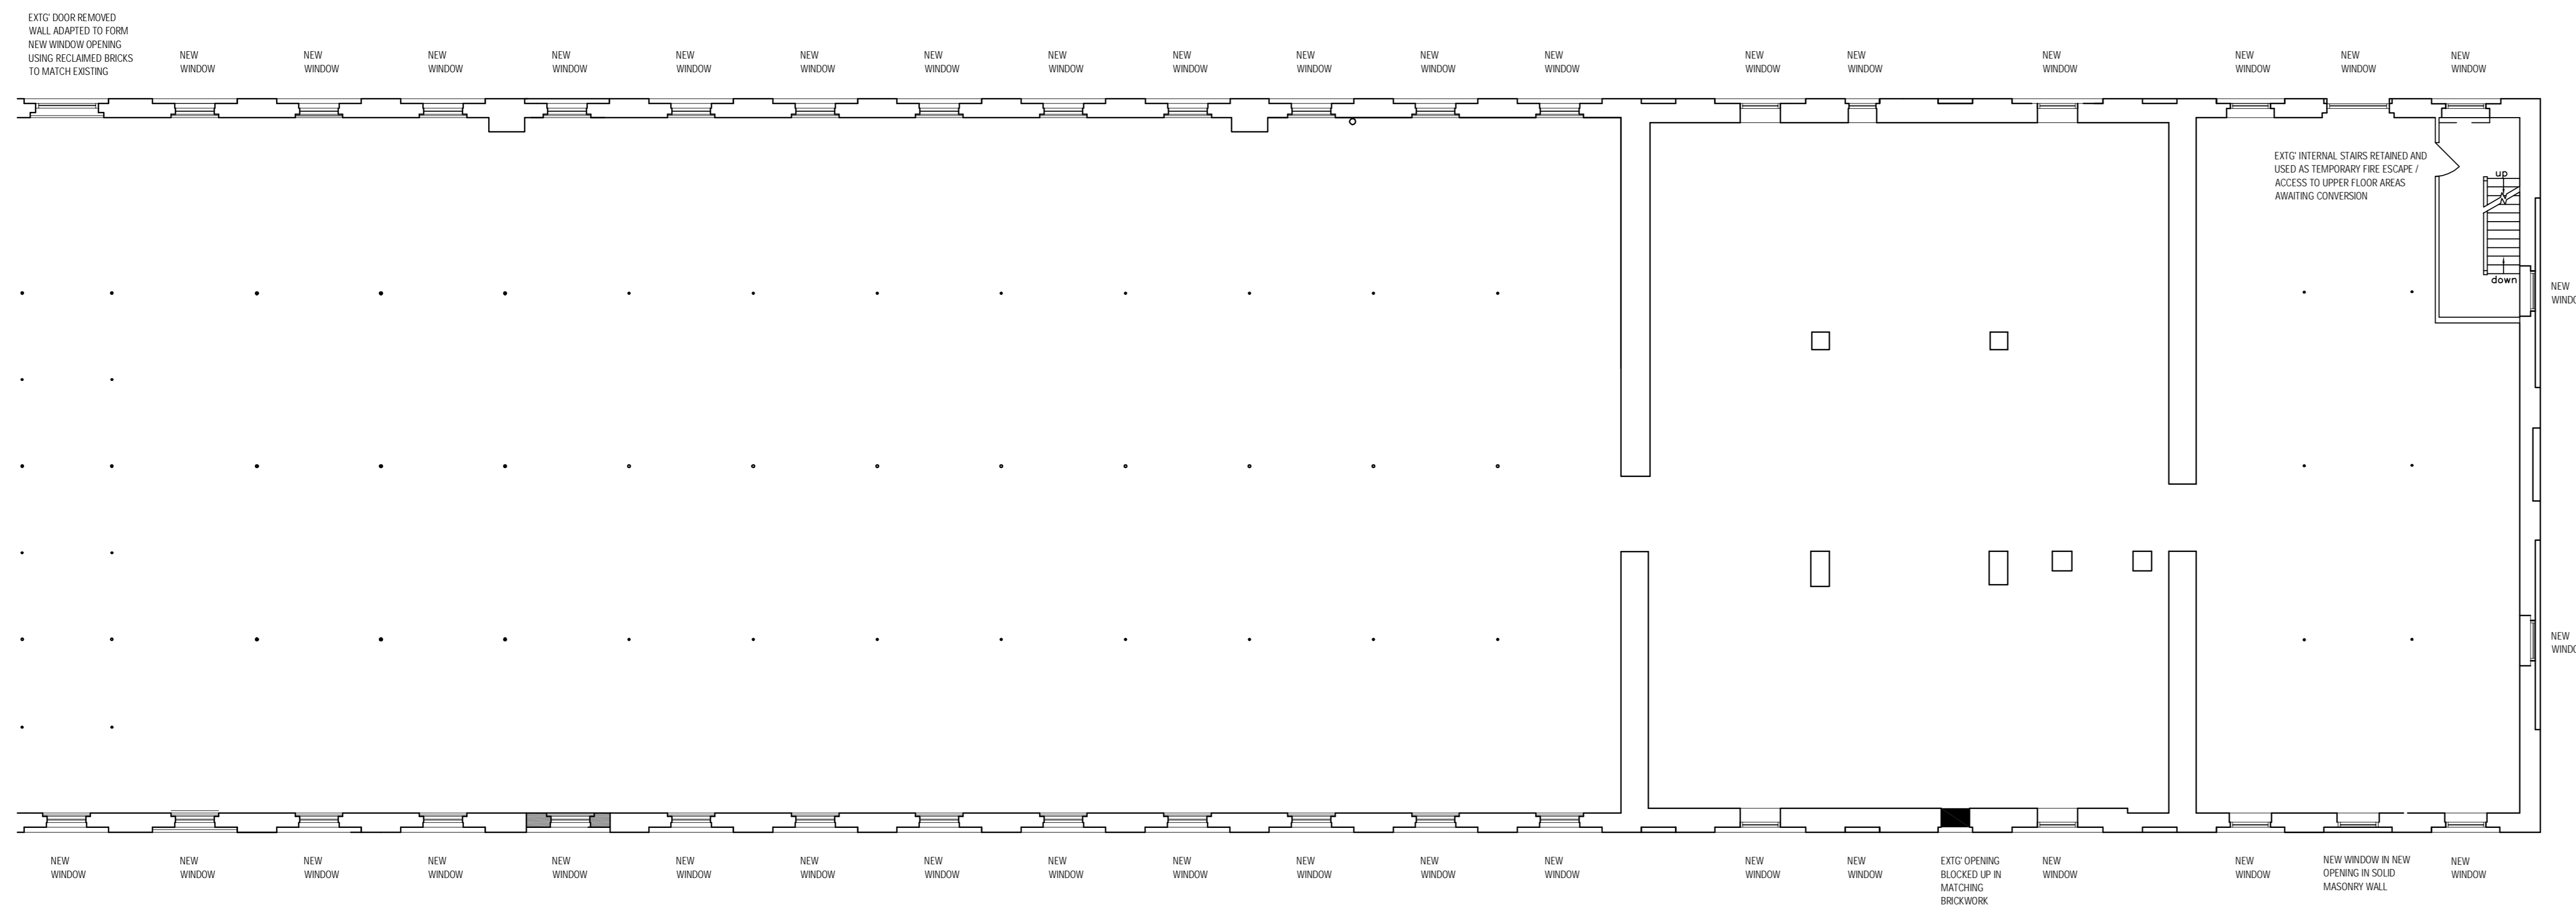 EXTG' DOOR REMOVED
WALL ADAPTED TO FORM
NEW WINDOW OPENING
USING RECLAIMED BRICKS
TO MATCH EXISTING
NEW
WINDOW
NEW
WINDOW
NEW
WINDOW
NEW
WINDOW
NEW
WINDOW
NEW
WINDOW
NEW
WINDOW
NEW
WINDOW
NEW
WINDOW
NEW
WINDOW
NEW
WINDOW
NEW
WINDOW
NEW
WINDOW
NEW
WINDOW
NEW
WINDOW
NEW
WINDOW
NEW
WINDOW
NEW
WINDOW
EXTG' INTERNAL STAIRS RETAINED AND
USED AS TEMPORARY FIRE ESCAPE /
ACCESS TO UPPER FLOOR AREAS
AWAITING CONVERSION
up
down
NEW
WINDO
NEW
WINDO
NEW
WINDOW
NEW
WINDOW
NEW
WINDOW
NEW
WINDOW
NEW
WINDOW
NEW
WINDOW
NEW
WINDOW
NEW
WINDOW
NEW
WINDOW
NEW
WINDOW
NEW
WINDOW
NEW
WINDOW
NEW
WINDOW
NEW
WINDOW
NEW
WINDOW
EXTG' OPENING
BLOCKED UP IN
MATCHING
BRICKWORK
NEW
WINDOW
NEW
WINDOW
NEW WINDOW IN NEW
OPENING IN SOLID
MASONRY WALL
NEW
WINDOW